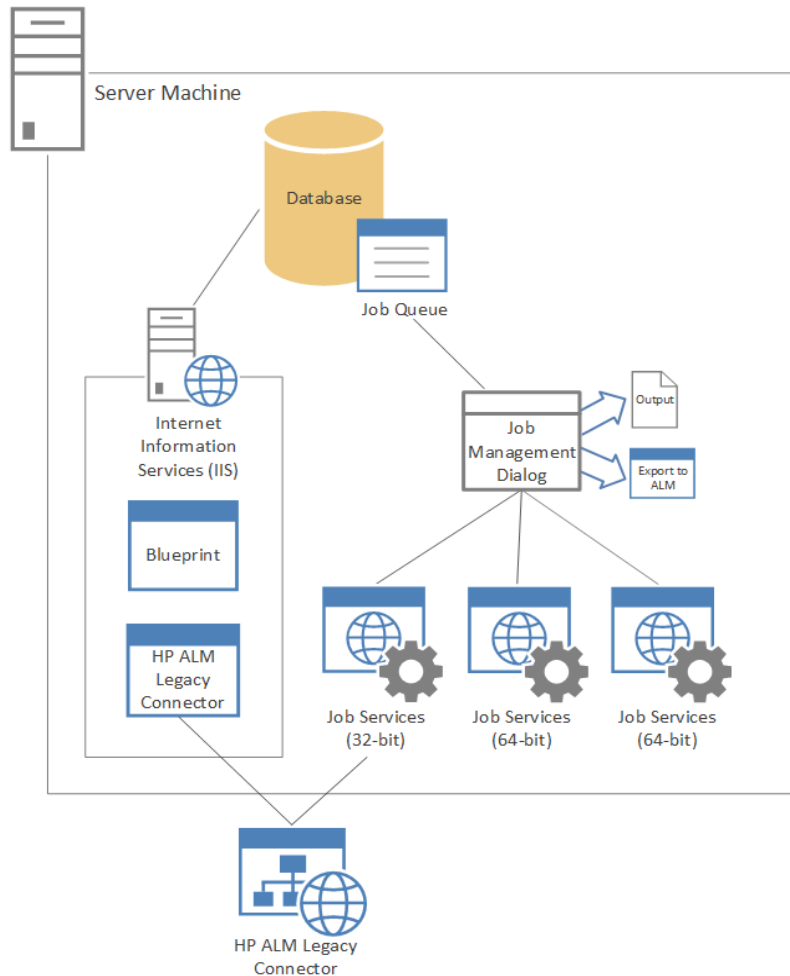 Server Machine
Database
Job Queue
Internet
Information
Services (IIS)
Job
Management
Dialog
Output
Export to
ALM
Blueprint
HP ALM
Legacy
Connector
Job Services
(32-bit)
Job Services
(64-bit)
Job Services
(64-bit)
HP ALM Legacy
Connector